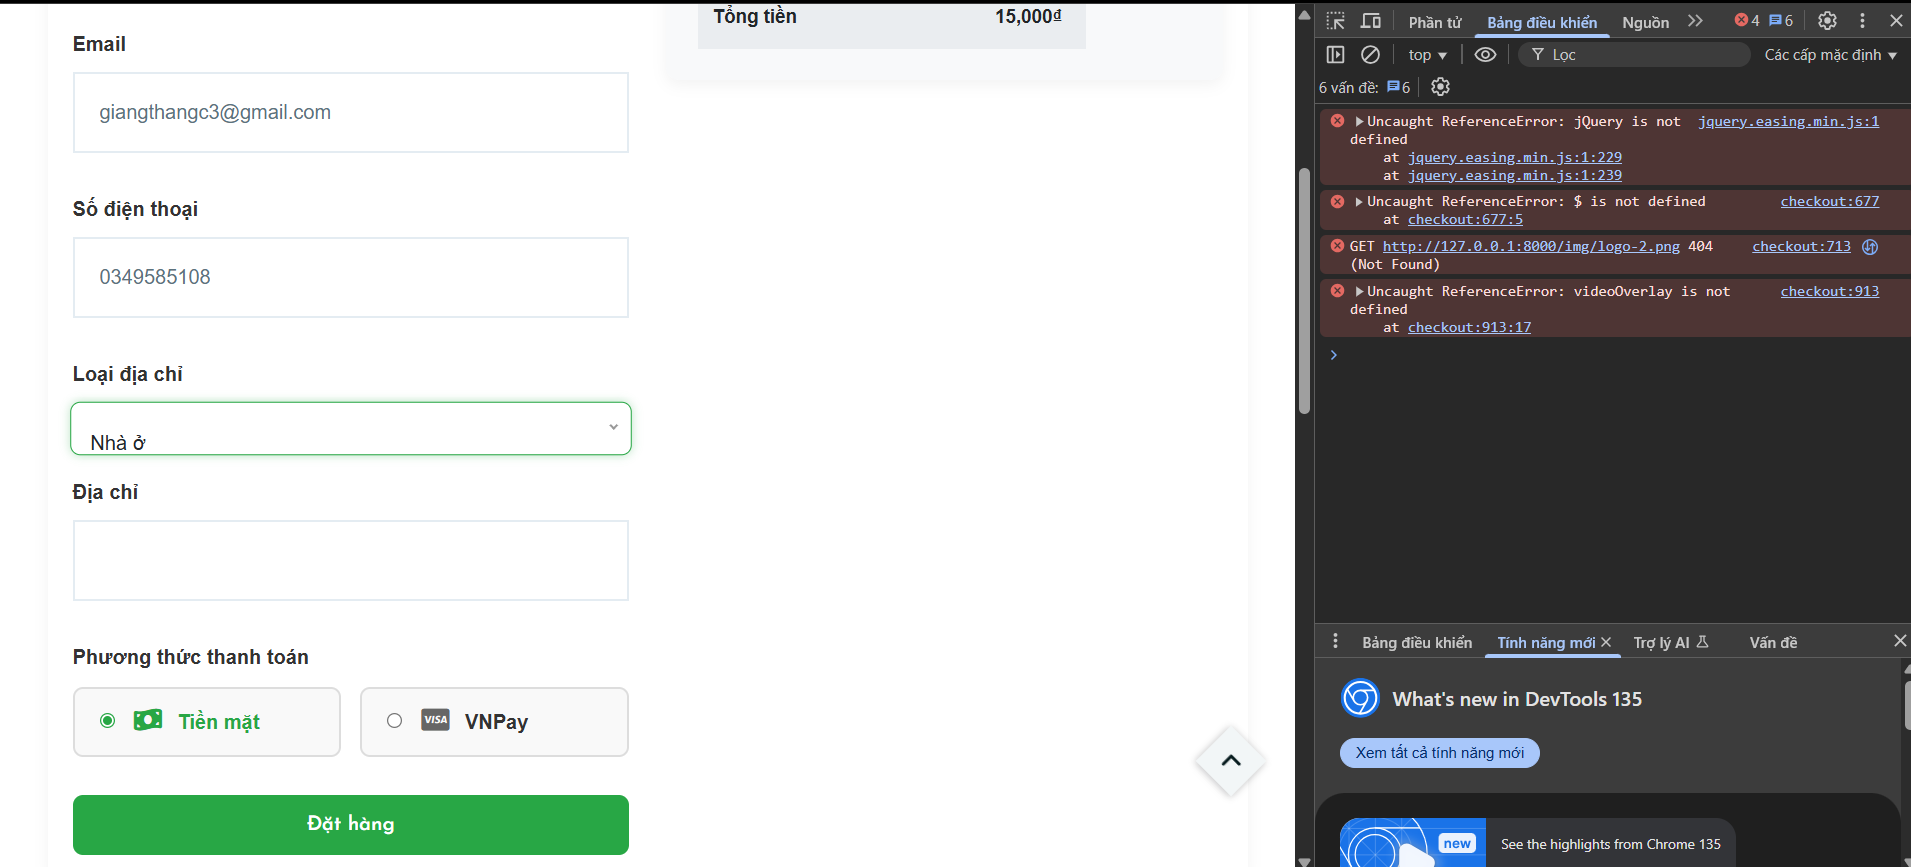 Tổng tiền 15,000₫
Email
giangthangc3@gmail.com
Số điện thoại
0349585108
Loại địa chỉ
Nhà ở
Địa chỉ
Phương thức thanh toán
Tiền mặt
VISA VNPay
Đặt hàng
Phần tử Bảng điều khiển Nguồn 4 6
top Lọc Các cấp mặc định
6 vấn đề: 6
Uncaught ReferenceError: jQuery is not jquery.easing.min.js:1
defined
at jquery.easing.min.js:1:229
at jquery.easing.min.js:1:239
Uncaught ReferenceError: $ is not defined checkout:677
at checkout:677:5
GET http://127.0.0.1:8000/img/logo-2.png 404 checkout:713
(Not Found)
Uncaught ReferenceError: videoOverlay is not checkout:913
defined
at checkout:913:17
Bảng điều khiển Tính năng mới Trợ lý AI Vấn đề
What's new in DevTools 135
Xem tất cả tính năng mới
new See the highlights from Chrome 135